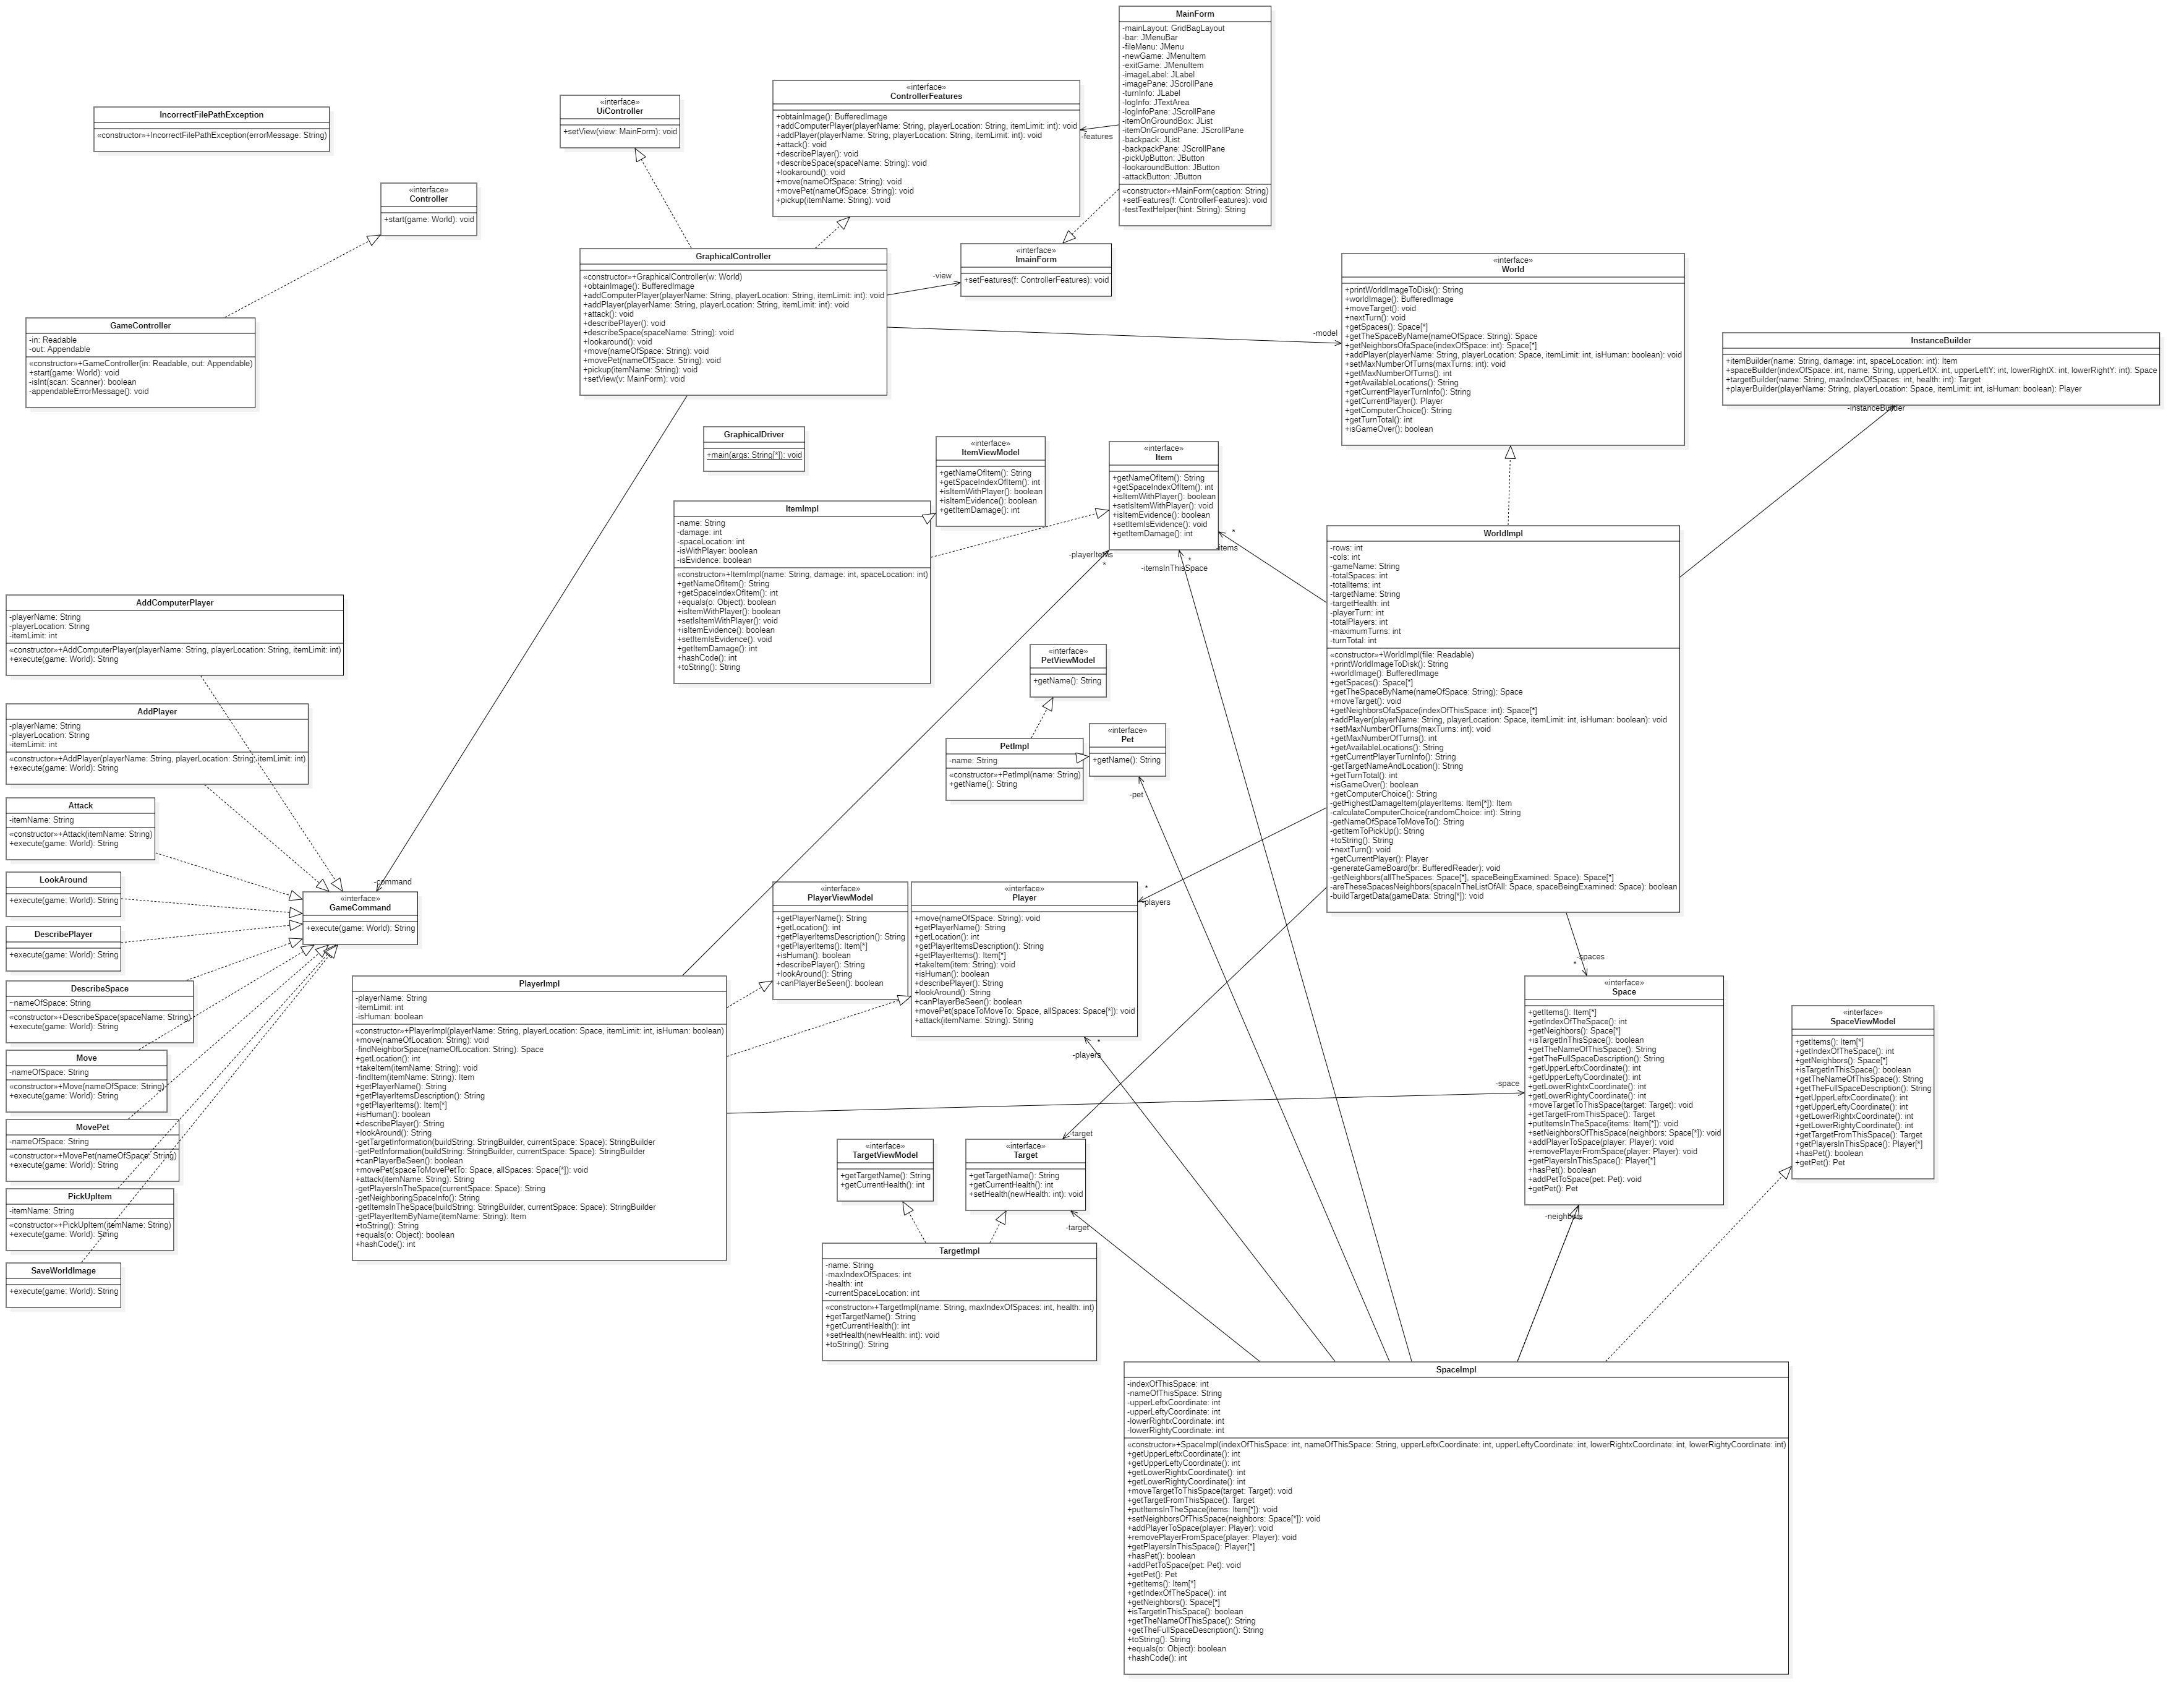 MainForm
-mainLayout: GridBagLayout
-bar: JMenuBar
-fileMenu: JMenu
-newGame: JMenuItem
-exitGame: JMenuItem
-imageLabel: JLabel
-imagePane: JScrollPane
-turnInfo: JLabel
-logInfo: JTextArea
-logInfoPane: JScrollPane
-itemOnGroundBox: JList
-itemOnGroundPane: JScrollPane
-backpack: JList
-backpackPane: JScrollPane
-pickUpButton: JButton
-lookaroundButton: JButton
-attackButton: JButton
«constructor»+MainForm(caption: String)
+setFeatures(f: ControllerFeatures): void
-testTextHelper(hint: String): String
«interface»
ControllerFeatures
+obtainImage(): BufferedImage
+addComputerPlayer(playerName: String, playerLocation: String, itemLimit: int): void
+addPlayer(playerName: String, playerLocation: String, itemLimit: int): void
+attack(): void
+describePlayer(): void
+describeSpace(spaceName: String): void
+lookaround(): void
+move(nameOfSpace: String): void
+movePet(nameOfSpace: String): void
+pickup(itemName: String): void
-features
«interface»
UiController
+setView(view: MainForm): void
IncorrectFilePathException
«constructor»+IncorrectFilePathException(errorMessage: String)
«interface»
Controller
+start(game: World): void
GameController
-in: Readable
-out: Appendable
«constructor»+GameController(in: Readable, out: Appendable)
+start(game: World): void
-isInt(scan: Scanner): boolean
-appendableErrorMessage(): void
GraphicalController
«constructor»+GraphicalController(w: World)
+obtainImage(): BufferedImage
+addComputerPlayer(playerName: String, playerLocation: String, itemLimit: int): void
+addPlayer(playerName: String, playerLocation: String, itemLimit: int): void
+attack(): void
+describePlayer(): void
+describeSpace(spaceName: String): void
+lookaround(): void
+move(nameOfSpace: String): void
+movePet(nameOfSpace: String): void
+pickup(itemName: String): void
+setView(v: MainForm): void
-view
«interface»
ImainForm
+setFeatures(f: ControllerFeatures): void
-model
«interface»
World
+printWorldImageToDisk(): String
+worldImage(): BufferedImage
+moveTarget(): void
+nextTurn(): void
+getSpaces(): Space[*]
+getTheSpaceByName(nameOfSpace: String): Space
+getNeighborsOfaSpace(indexOfSpace: int): Space[*]
+addPlayer(playerName: String, playerLocation: Space, itemLimit: int, isHuman: boolean): void
+setMaxNumberOfTurns(maxTurns: int): void
+getMaxNumberOfTurns(): int
+getAvailableLocations(): String
+getCurrentPlayerTurnInfo(): String
+getCurrentPlayer(): Player
+getComputerChoice(): String
+getTurnTotal(): int
+isGameOver(): boolean
InstanceBuilder
+itemBuilder(name: String, damage: int, spaceLocation: int): Item
+spaceBuilder(indexOfSpace: int, name: String, upperLeftX: int, upperLeftY: int, lowerRightX: int, lowerRightY: int): Space
+targetBuilder(name: String, maxIndexOfSpaces: int, health: int): Target
+playerBuilder(playerName: String, playerLocation: Space, itemLimit: int, isHuman: boolean): Player
-instanceBuilder
GraphicalDriver
+main(args: String[*]): void
«interface»
ItemViewModel
+getNameOfItem(): String
+getSpaceIndexOfItem(): int
+isItemWithPlayer(): boolean
+isItemEvidence(): boolean
+getItemDamage(): int
«interface»
Item
+getNameOfItem(): String
+getSpaceIndexOfItem(): int
+isItemWithPlayer(): boolean
+setIsItemWithPlayer(): void
+isItemEvidence(): boolean
+setItemIsEvidence(): void
+getItemDamage(): int
-playerItems
*
*
-itemsInThisSpace
*
-items
ItemImpl
-name: String
-damage: int
-spaceLocation: int
-isWithPlayer: boolean
-isEvidence: boolean
«constructor»+ItemImpl(name: String, damage: int, spaceLocation: int)
+getNameOfItem(): String
+getSpaceIndexOfItem(): int
+equals(o: Object): boolean
+isItemWithPlayer(): boolean
+setIsItemWithPlayer(): void
+isItemEvidence(): boolean
+setItemIsEvidence(): void
+getItemDamage(): int
+hashCode(): int
+toString(): String
WorldImpl
-rows: int
-cols: int
-gameName: String
-totalSpaces: int
-totalItems: int
-targetName: String
-targetHealth: int
-playerTurn: int
-totalPlayers: int
-maximumTurns: int
-turnTotal: int
«constructor»+WorldImpl(file: Readable)
+printWorldImageToDisk(): String
+worldImage(): BufferedImage
+getSpaces(): Space[*]
+getTheSpaceByName(nameOfSpace: String): Space
+moveTarget(): void
+getNeighborsOfaSpace(indexOfThisSpace: int): Space[*]
+addPlayer(playerName: String, playerLocation: Space, itemLimit: int, isHuman: boolean): void
+setMaxNumberOfTurns(maxTurns: int): void
+getMaxNumberOfTurns(): int
+getAvailableLocations(): String
+getCurrentPlayerTurnInfo(): String
-getTargetNameAndLocation(): String
+getTurnTotal(): int
+isGameOver(): boolean
+getComputerChoice(): String
-getHighestDamageItem(playerItems: Item[*]): Item
-calculateComputerChoice(randomChoice: int): String
-getNameOfSpaceToMoveTo(): String
-getItemToPickUp(): String
+toString(): String
+nextTurn(): void
+getCurrentPlayer(): Player
-generateGameBoard(br: BufferedReader): void
-getNeighbors(allTheSpaces: Space[*], spaceBeingExamined: Space): Space[*]
-areTheseSpacesNeighbors(spaceInTheListOfAll: Space, spaceBeingExamined: Space): boolean
-buildTargetData(gameData: String[*]): void
AddComputerPlayer
-playerName: String
-playerLocation: String
-itemLimit: int
«constructor»+AddComputerPlayer(playerName: String, playerLocation: String, itemLimit: int)
+execute(game: World): String
AddPlayer
-playerName: String
-playerLocation: String
-itemLimit: int
«constructor»+AddPlayer(playerName: String, playerLocation: String, itemLimit: int)
+execute(game: World): String
Attack
-itemName: String
«constructor»+Attack(itemName: String)
+execute(game: World): String
LookAround
+execute(game: World): String
DescribePlayer
+execute(game: World): String
DescribeSpace
~nameOfSpace: String
«constructor»+DescribeSpace(spaceName: String)
+execute(game: World): String
Move
-nameOfSpace: String
«constructor»+Move(nameOfSpace: String)
+execute(game: World): String
MovePet
-nameOfSpace: String
«constructor»+MovePet(nameOfSpace: String)
+execute(game: World): String
PickUpItem
-itemName: String
«constructor»+PickUpItem(itemName: String)
+execute(game: World): String
SaveWorldImage
+execute(game: World): String
-command
«interface»
GameCommand
+execute(game: World): String
«interface»
PetViewModel
+getName(): String
PetImpl
-name: String
«constructor»+PetImpl(name: String)
+getName(): String
«interface»
Pet
+getName(): String
-pet
«interface»
PlayerViewModel
+getPlayerName(): String
+getLocation(): int
+getPlayerItemsDescription(): String
+getPlayerItems(): Item[*]
+isHuman(): boolean
+describePlayer(): String
+lookAround(): String
+canPlayerBeSeen(): boolean
«interface»
Player
+move(nameOfSpace: String): void
+getPlayerName(): String
+getLocation(): int
+getPlayerItemsDescription(): String
+getPlayerItems(): Item[*]
+takeItem(item: String): void
+isHuman(): boolean
+describePlayer(): String
+lookAround(): String
+canPlayerBeSeen(): boolean
+movePet(spaceToMoveTo: Space, allSpaces: Space[*]): void
+attack(itemName: String): String
*
-players
*
-players
PlayerImpl
-playerName: String
-itemLimit: int
-isHuman: boolean
«constructor»+PlayerImpl(playerName: String, playerLocation: Space, itemLimit: int, isHuman: boolean)
+move(nameOfLocation: String): void
-findNeighborSpace(nameOfLocation: String): Space
+getLocation(): int
+takeItem(itemName: String): void
-findItem(itemName: String): Item
+getPlayerName(): String
+getPlayerItemsDescription(): String
+getPlayerItems(): Item[*]
+isHuman(): boolean
+describePlayer(): String
+lookAround(): String
-getTargetInformation(buildString: StringBuilder, currentSpace: Space): StringBuilder
-getPetInformation(buildString: StringBuilder, currentSpace: Space): StringBuilder
+canPlayerBeSeen(): boolean
+movePet(spaceToMovePetTo: Space, allSpaces: Space[*]): void
+attack(itemName: String): String
-getPlayersInTheSpace(currentSpace: Space): String
-getNeighboringSpaceInfo(): String
-getItemsInTheSpace(buildString: StringBuilder, currentSpace: Space): StringBuilder
-getPlayerItemByName(itemName: String): Item
+toString(): String
+equals(o: Object): boolean
+hashCode(): int
-spaces
*
-space
«interface»
Space
+getItems(): Item[*]
+getIndexOfTheSpace(): int
+getNeighbors(): Space[*]
+isTargetInThisSpace(): boolean
+getTheNameOfThisSpace(): String
+getTheFullSpaceDescription(): String
+getUpperLeftxCoordinate(): int
+getUpperLeftyCoordinate(): int
+getLowerRightxCoordinate(): int
+getLowerRightyCoordinate(): int
+moveTargetToThisSpace(target: Target): void
+getTargetFromThisSpace(): Target
+putItemsInTheSpace(items: Item[*]): void
+setNeighborsOfThisSpace(neighbors: Space[*]): void
+addPlayerToSpace(player: Player): void
+removePlayerFromSpace(player: Player): void
+getPlayersInThisSpace(): Player[*]
+hasPet(): boolean
+addPetToSpace(pet: Pet): void
+getPet(): Pet
-neighbors
«interface»
SpaceViewModel
+getItems(): Item[*]
+getIndexOfTheSpace(): int
+getNeighbors(): Space[*]
+isTargetInThisSpace(): boolean
+getTheNameOfThisSpace(): String
+getTheFullSpaceDescription(): String
+getUpperLeftxCoordinate(): int
+getUpperLeftyCoordinate(): int
+getLowerRightxCoordinate(): int
+getLowerRightyCoordinate(): int
+getTargetFromThisSpace(): Target
+getPlayersInThisSpace(): Player[*]
+hasPet(): boolean
+getPet(): Pet
«interface»
TargetViewModel
+getTargetName(): String
+getCurrentHealth(): int
-target
«interface»
Target
+getTargetName(): String
+getCurrentHealth(): int
+setHealth(newHealth: int): void
-target
TargetImpl
-name: String
-maxIndexOfSpaces: int
-health: int
-currentSpaceLocation: int
«constructor»+TargetImpl(name: String, maxIndexOfSpaces: int, health: int)
+getTargetName(): String
+getCurrentHealth(): int
+setHealth(newHealth: int): void
+toString(): String
SpaceImpl
-indexOfThisSpace: int
-nameOfThisSpace: String
-upperLeftxCoordinate: int
-upperLeftyCoordinate: int
-lowerRightxCoordinate: int
-lowerRightyCoordinate: int
«constructor»+SpaceImpl(indexOfThisSpace: int, nameOfThisSpace: String, upperLeftxCoordinate: int, upperLeftyCoordinate: int, lowerRightxCoordinate: int, lowerRightyCoordinate: int)
+getUpperLeftxCoordinate(): int
+getUpperLeftyCoordinate(): int
+getLowerRightxCoordinate(): int
+getLowerRightyCoordinate(): int
+moveTargetToThisSpace(target: Target): void
+getTargetFromThisSpace(): Target
+putItemsInTheSpace(items: Item[*]): void
+setNeighborsOfThisSpace(neighbors: Space[*]): void
+addPlayerToSpace(player: Player): void
+removePlayerFromSpace(player: Player): void
+getPlayersInThisSpace(): Player[*]
+hasPet(): boolean
+addPetToSpace(pet: Pet): void
+getPet(): Pet
+getItems(): Item[*]
+getIndexOfTheSpace(): int
+getNeighbors(): Space[*]
+isTargetInThisSpace(): boolean
+getTheNameOfThisSpace(): String
+getTheFullSpaceDescription(): String
+toString(): String
+equals(o: Object): boolean
+hashCode(): int